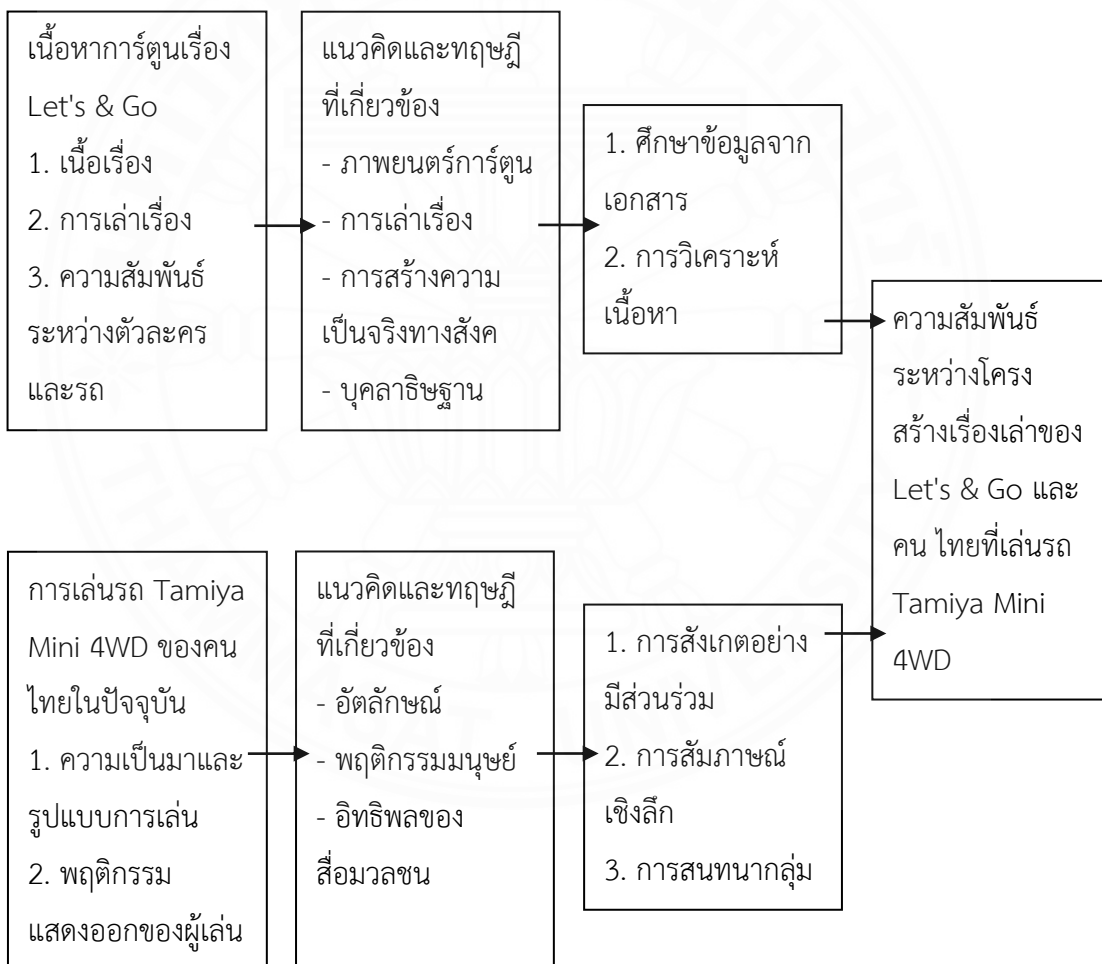 เนื้อหาการ์ตูนเรื่อง
Let's & Go
1. เนื้อเรื่อง
2. การเล่าเรื่อง
3. ความสัมพันธ์
ระหว่างตัวละคร
และรถ
แนวคิดและทฤษฎี
ที่เกี่ยวข้อง
- ภาพยนตร์การ์ตูน
- การเล่าเรื่อง
- การสร้างความ
เป็นจริงทางสังค
- บุคลาธิษฐาน
1. ศึกษาข้อมูลจาก
เอกสาร
2. การวิเคราะห์
เนื้อหา
ความสัมพันธ์
ระหว่างโครง
สร้างเรื่องเล่าของ
Let's & Go และ
คน ไทยที่เล่นรถ
Tamiya Mini
4WD
การเล่นรถ Tamiya
Mini 4WD ของคน
ไทยในปัจจุบัน
1. ความเป็นมาและ
รูปแบบการเล่น
2. พฤติกรรม
แสดงออกของผู้เล่น
แนวคิดและทฤษฎี
ที่เกี่ยวข้อง
- อัตลักษณ์
- พฤติกรรมมนุษย์
- อิทธิพลของ
สื่อมวลชน
1. การสังเกตอย่าง
มีส่วนร่วม
2. การสัมภาษณ์
เชิงลึก
3. การสนทนากลุ่ม